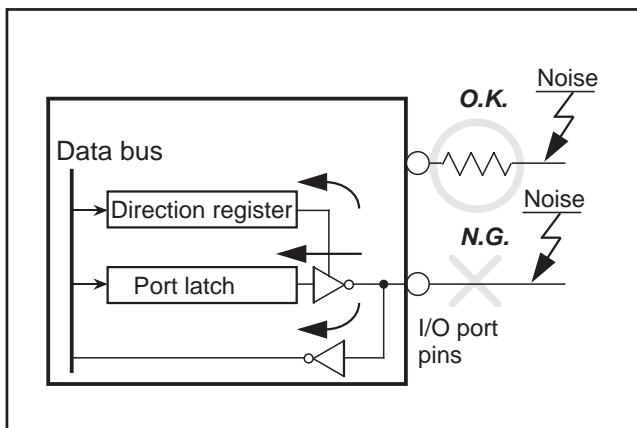 Noise
O.K.
Data bus
Direction register
Noise
N.G.
Port latch
I/O port
pins